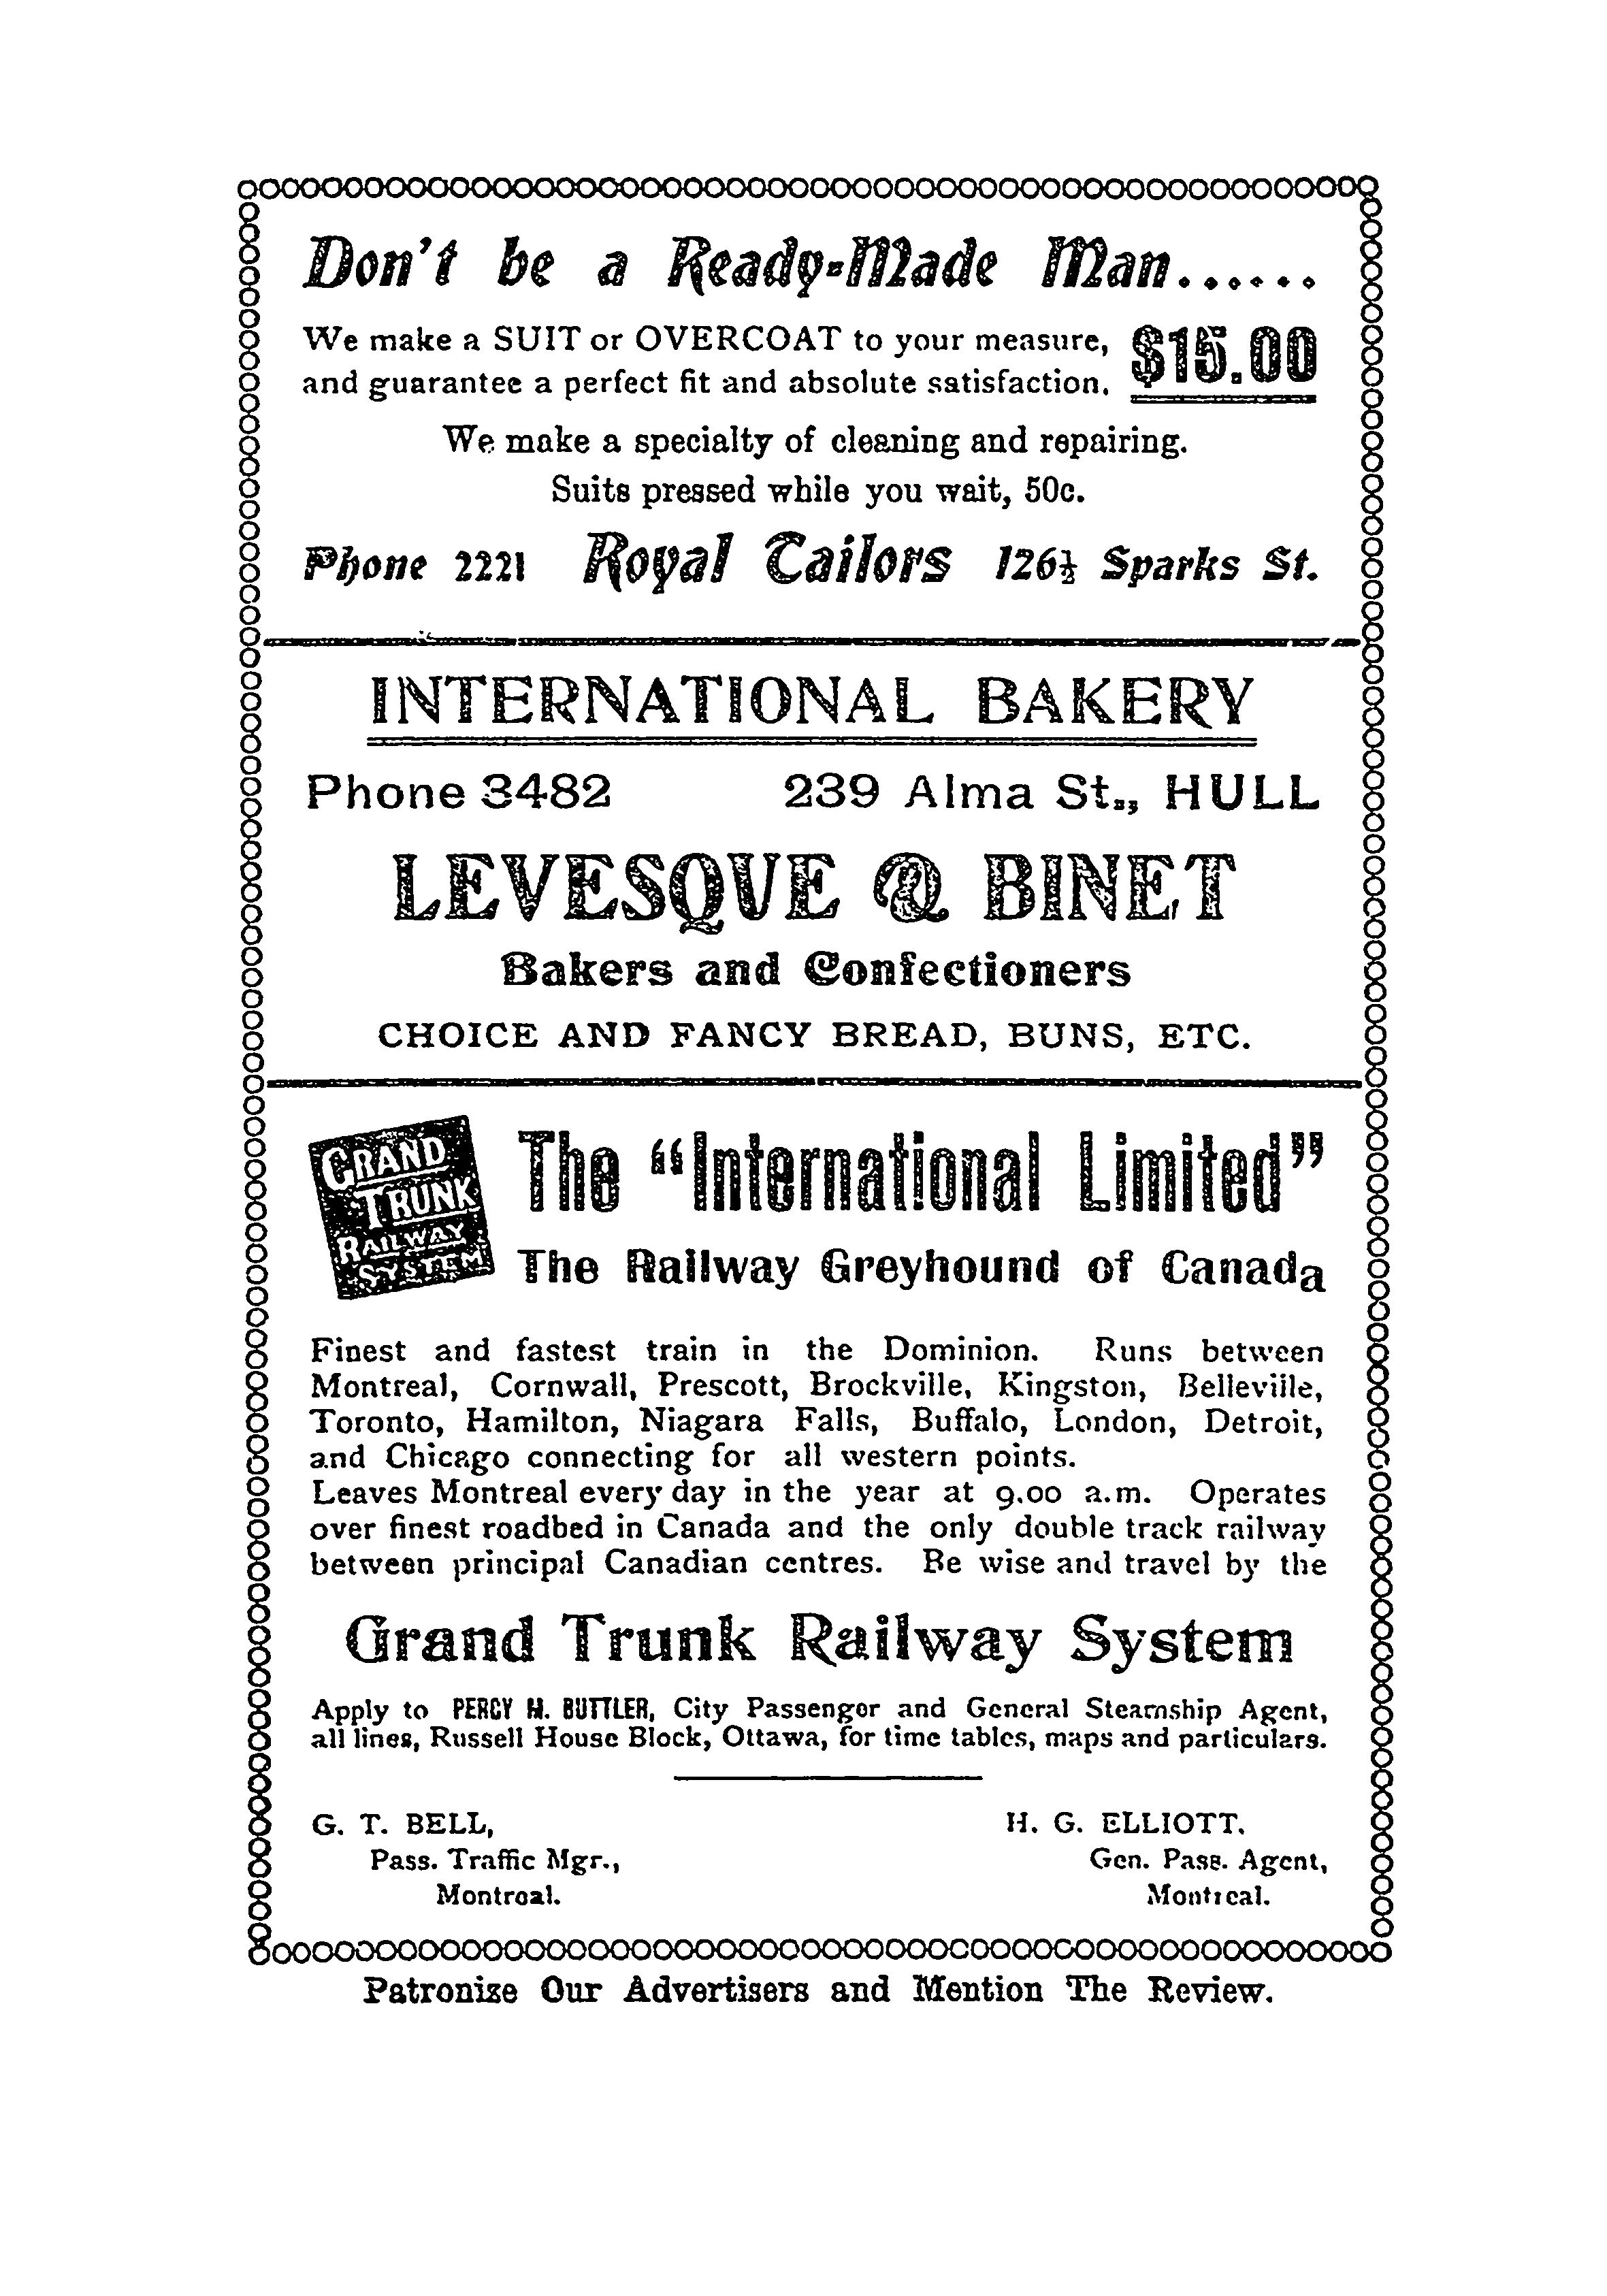 Don't be a Ready-Made Man......
We make a SUIT or OVERCOAT to your measure,
and guarantee a perfect fit and absolute satisfaction.
$15.00
We make a specialty of cleaning and repairing.
Suits pressed while you wait, 50c.
Phone 2221 Royal Tailors 126½ Sparks St.
INTERNATIONAL BAKERY
Phone 3482 239 Alma St., HULL
LEVESQUE & BINET
Bakers and Confectioners
CHOICE AND FANCY BREAD, BUNS, ETC.
GRAND
TRUNK
RAILWAY
SYSTEM
The "International Limited"
The Railway Greyhound of Canada
Finest and fastest train in the Dominion. Runs between
Montreal, Cornwall, Prescott, Brockville, Kingston, Belleville,
Toronto, Hamilton, Niagara Falls, Buffalo, London, Detroit,
and Chicago connecting for all western points.
Leaves Montreal every day in the year at 9.00 a.m. Operates
over finest roadbed in Canada and the only double track railway
between principal Canadian centres. Be wise and travel by the
Grand Trunk Railway System
Apply to PERCY M. BUTTLER, City Passenger and General Steamship Agent,
all lines, Russell House Block, Ottawa, for time tables, maps and particulars.
G. T. BELL,
Pass. Traffic Mgr.,
Montreal.
H. G. ELLIOTT.
Gen. Pass. Agent,
Montreal.
Patronize Our Advertisers and Mention The Review.